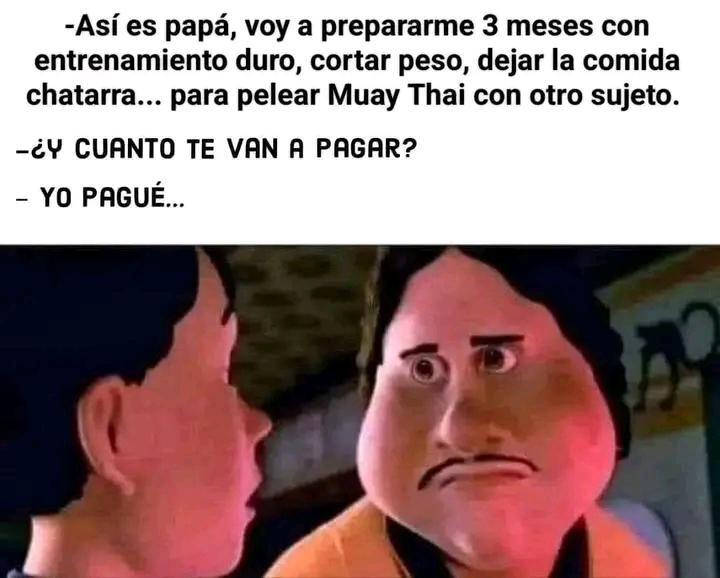 -Así es papá, voy a prepararme 3 meses con
entrenamiento duro, cortar peso, dejar la comida
chatarra... para pelear Muay Thai con otro sujeto.
-¿Y CUANTO TE VAN A PAGAR?
- YO PAGUÉ...